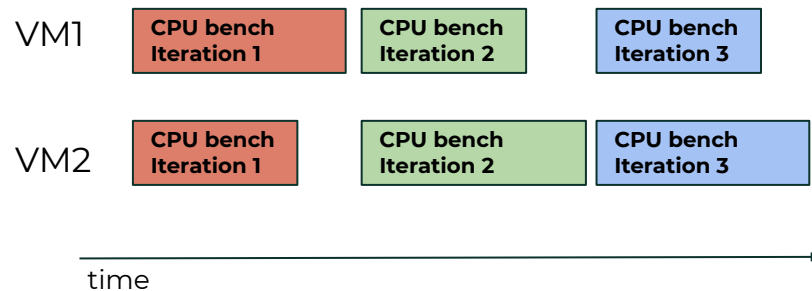 VM1
CPU bench
Iteration 1
CPU bench
Iteration 2
CPU bench
Iteration 3
VM2
CPU bench
Iteration 1
CPU bench
Iteration 2
CPU bench
Iteration 3
time